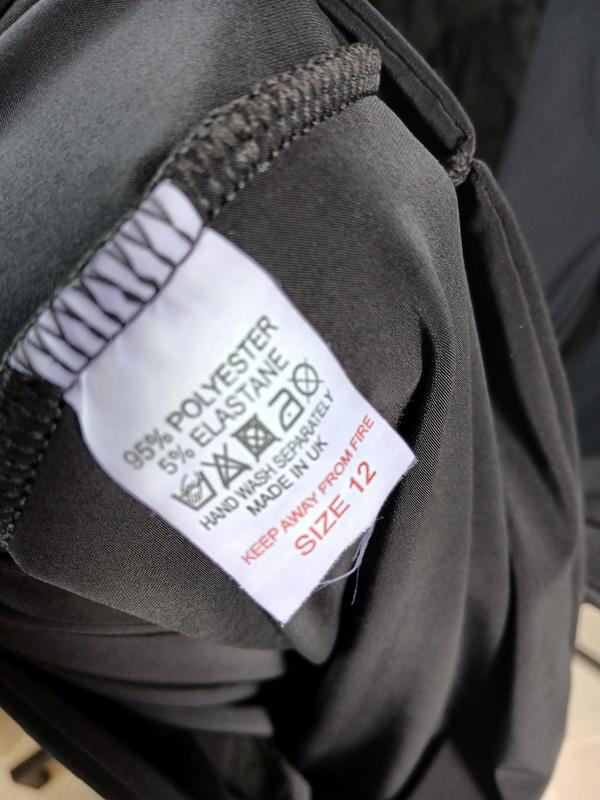 95% POLYESTER
5% ELASTANE
HAND WASH SEPARATELY
MADE IN UK
KEEP AWAY FROM FIRE
SIZE 12